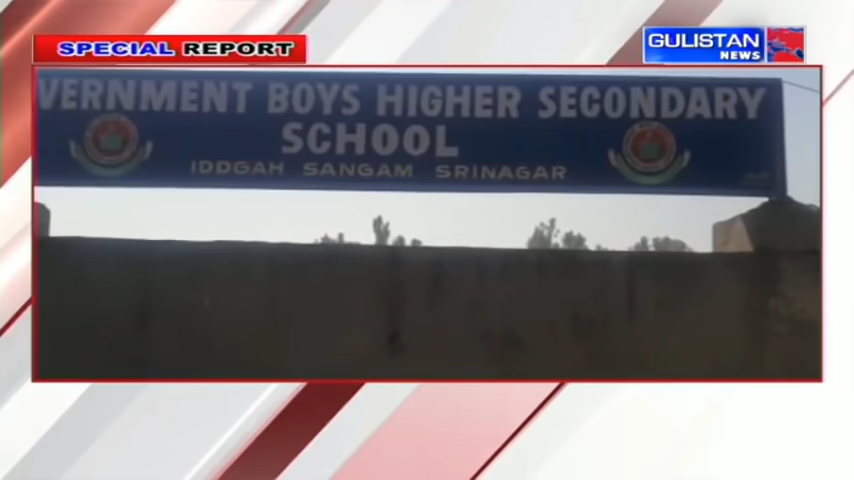 SPECIAL REPORT
GULISTAN
NEWS
VERNMENT BOYS HIGHER SECONDARY
SCHOOL
IDDGAH SANGAM SRINAGAR